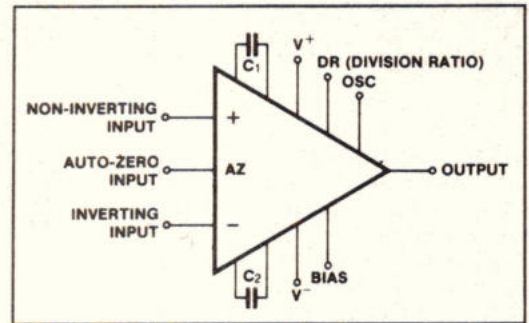 C₁
V⁺
DR (DIVISION RATIO)
OSC
NON-INVERTING
INPUT
+
AUTO-ZERO
INPUT
AZ
OUTPUT
INVERTING
INPUT
−
C₂
V⁻
BIAS